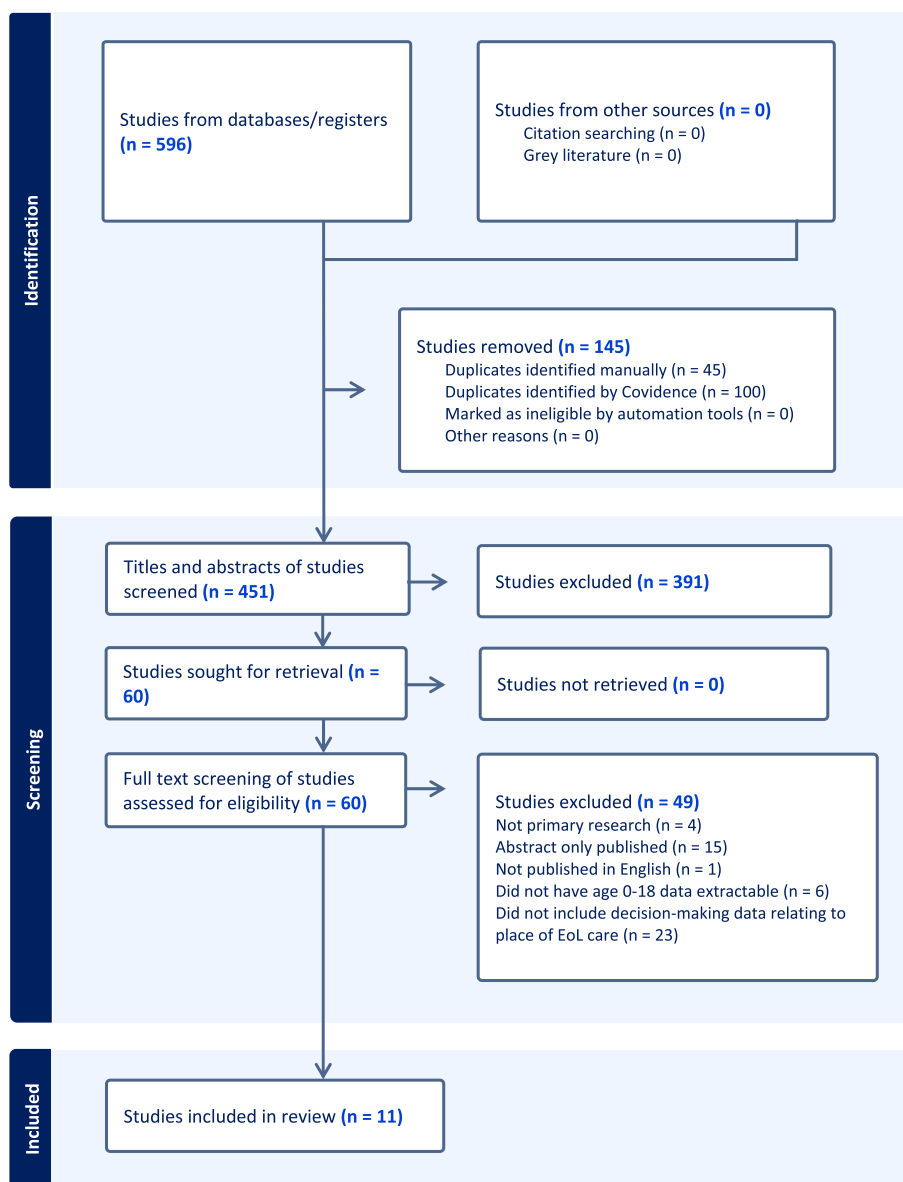 Identification
Studies from databases/registers
(n = 596)
Studies from other sources (n = 0)
Citation searching (n = 0)
Grey literature (n = 0)
Studies removed (n = 145)
Duplicates identified manually (n = 45)
Duplicates identified by Covidence (n = 100)
Marked as ineligible by automation tools (n = 0)
Other reasons (n = 0)
Screening
Titles and abstracts of studies
screened (n = 451)
Studies excluded (n = 391)
Studies sought for retrieval (n =
60)
Studies not retrieved (n = 0)
Full text screening of studies
assessed for eligibility (n = 60)
Studies excluded (n = 49)
Not primary research (n = 4)
Abstract only published (n = 15)
Not published in English (n = 1)
Did not have age 0-18 data extractable (n = 6)
Did not include decision-making data relating to
place of EoL care (n = 23)
Included
Studies included in review (n = 11)